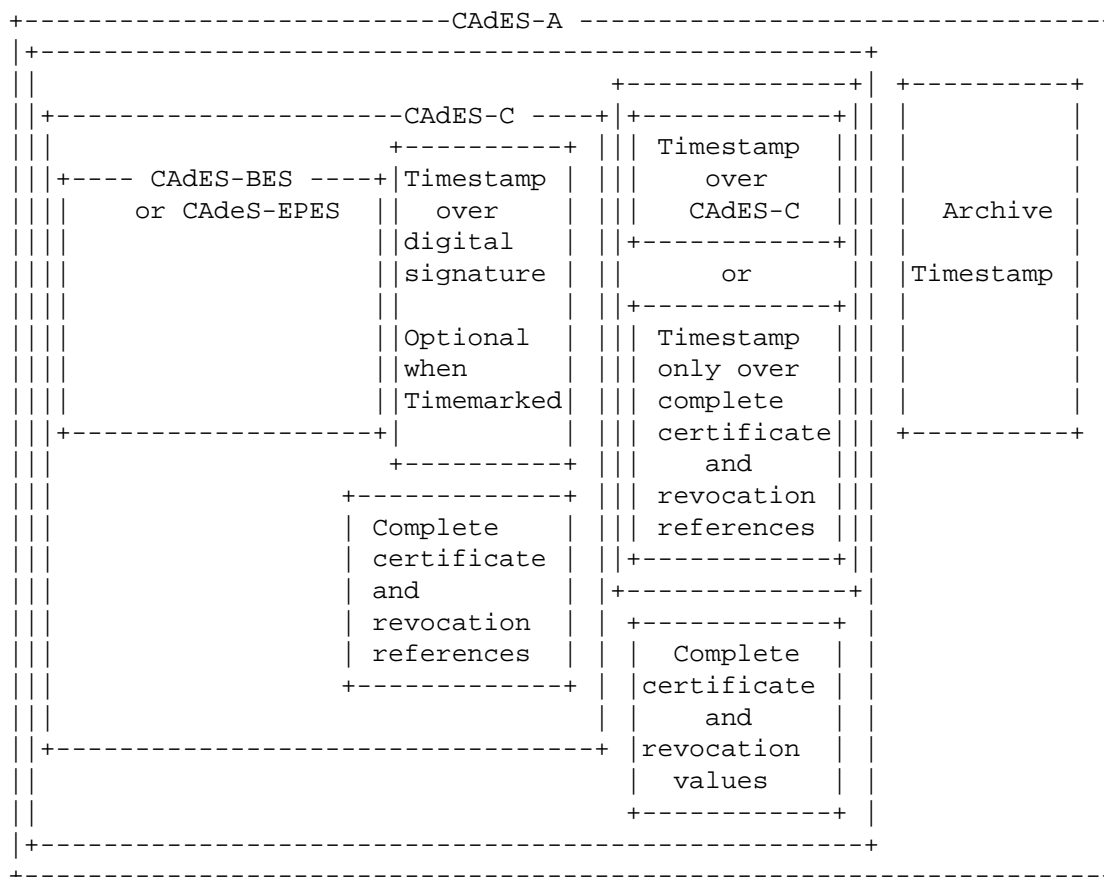 CAdES-A
CAdES-C
CAdES-BES
or CAdeS-EPES
Timestamp
over
digital
signature
Optional
when
Timemarked
Complete
certificate
and
revocation
references
Timestamp
over
CAdES-C
or
Timestamp
only over
complete
certificate
and
revocation
references
Complete
certificate
and
revocation
values
Archive
Timestamp